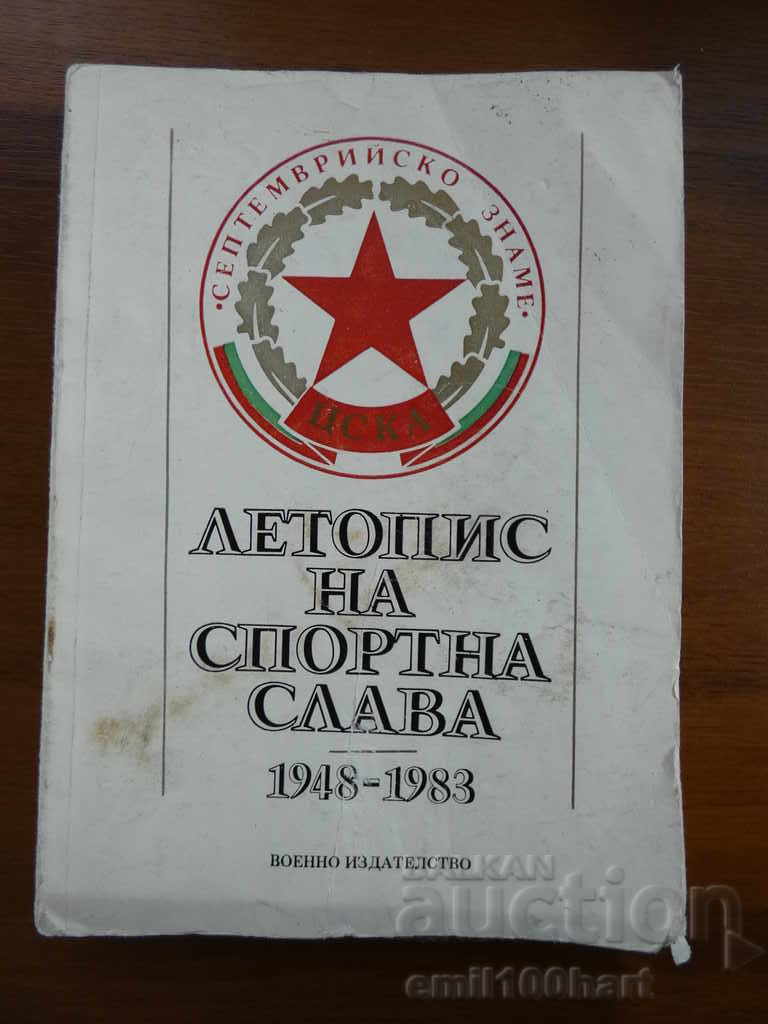 •СЕПТЕМВРИЙСКО ЗНАМЕ•
ЦСКА
ЛЕТОПИС
НА
СПОРТНА
СЛАВА
1948-1983
ВОЕННО ИЗДАТЕЛСТВО
BALKAN
auction
emil100hart